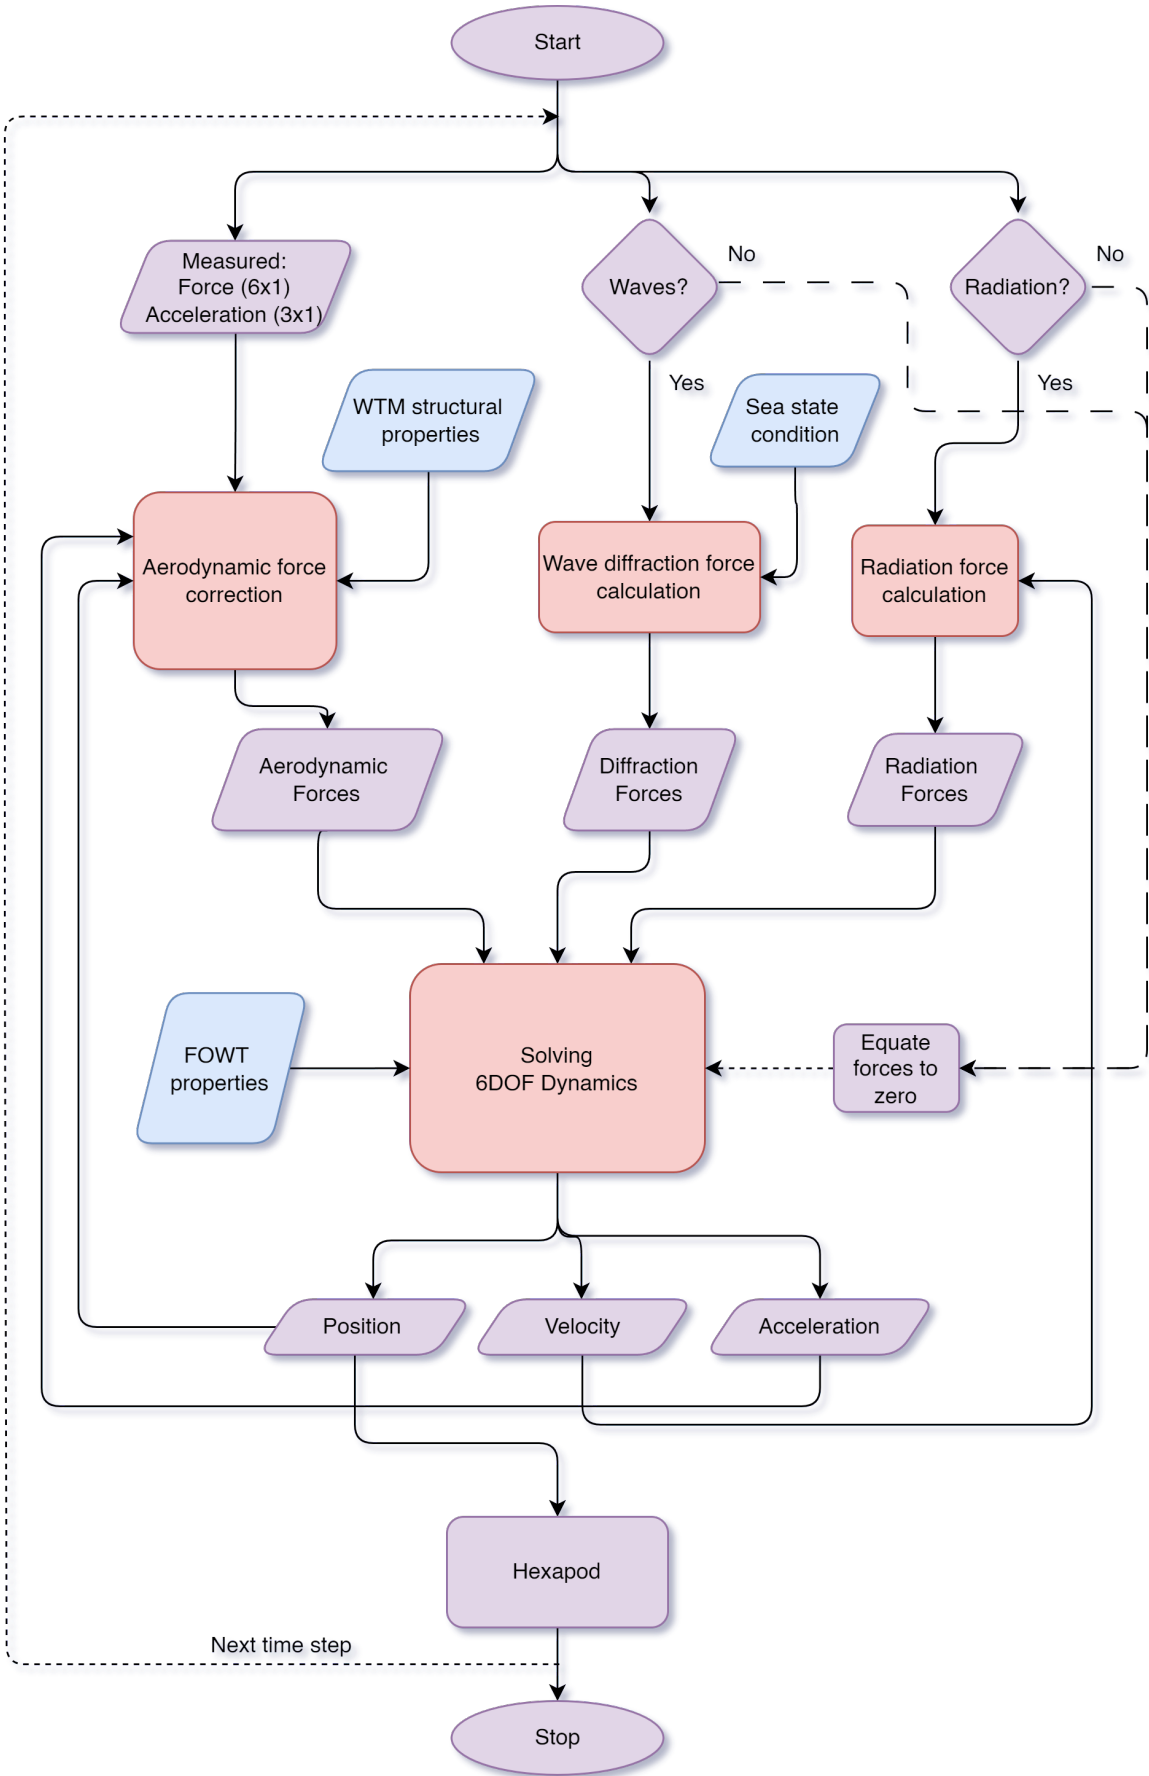 Start
Measured:
Force (6x1)
Acceleration (3x1)
Waves?
No
Radiation?
No
Yes
Yes
WTM structural
properties
Sea state
condition
Aerodynamic force
correction
Wave diffraction force
calculation
Radiation force
calculation
Aerodynamic
Forces
Diffraction
Forces
Radiation
Forces
FOWT
properties
Solving
6DOF Dynamics
Equate
forces to
zero
Position
Velocity
Acceleration
Hexapod
Next time step
Stop